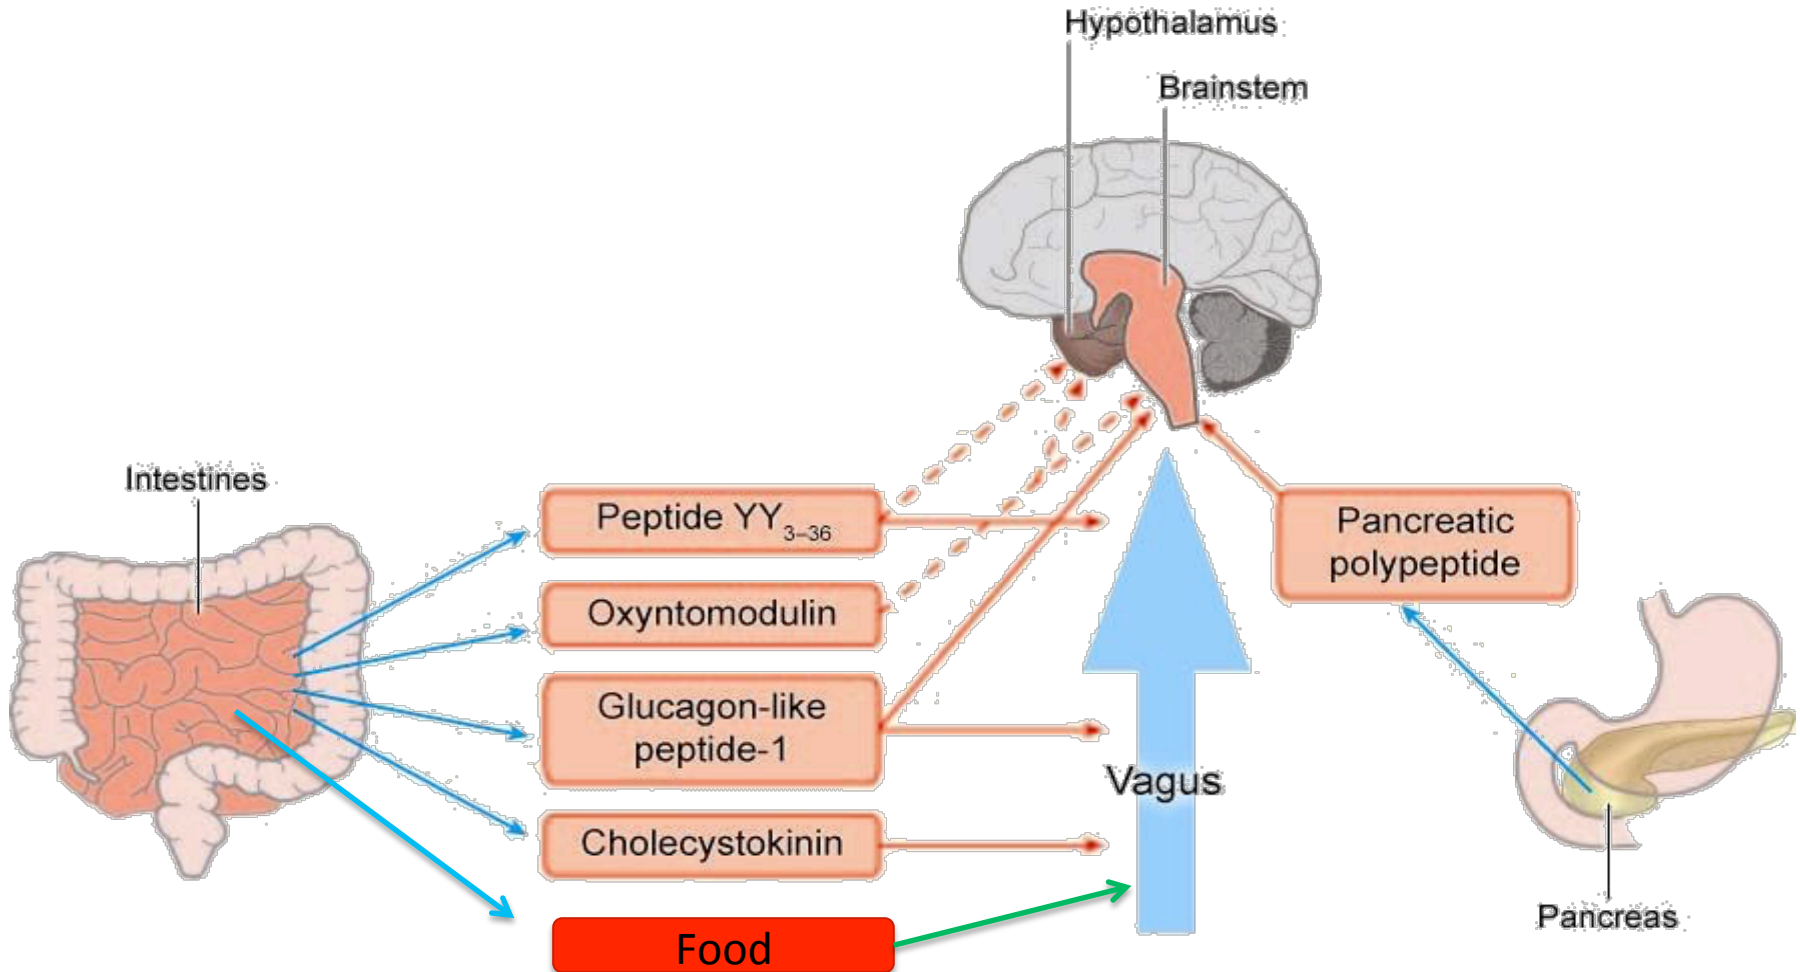 Hypothalamus
Brainstem
Intestines
Peptide YY₃₋₃₆
Oxyntomodulin
Glucagon-like
peptide-1
Cholecystokinin
Food
Vagus
Pancreatic
polypeptide
Pancreas